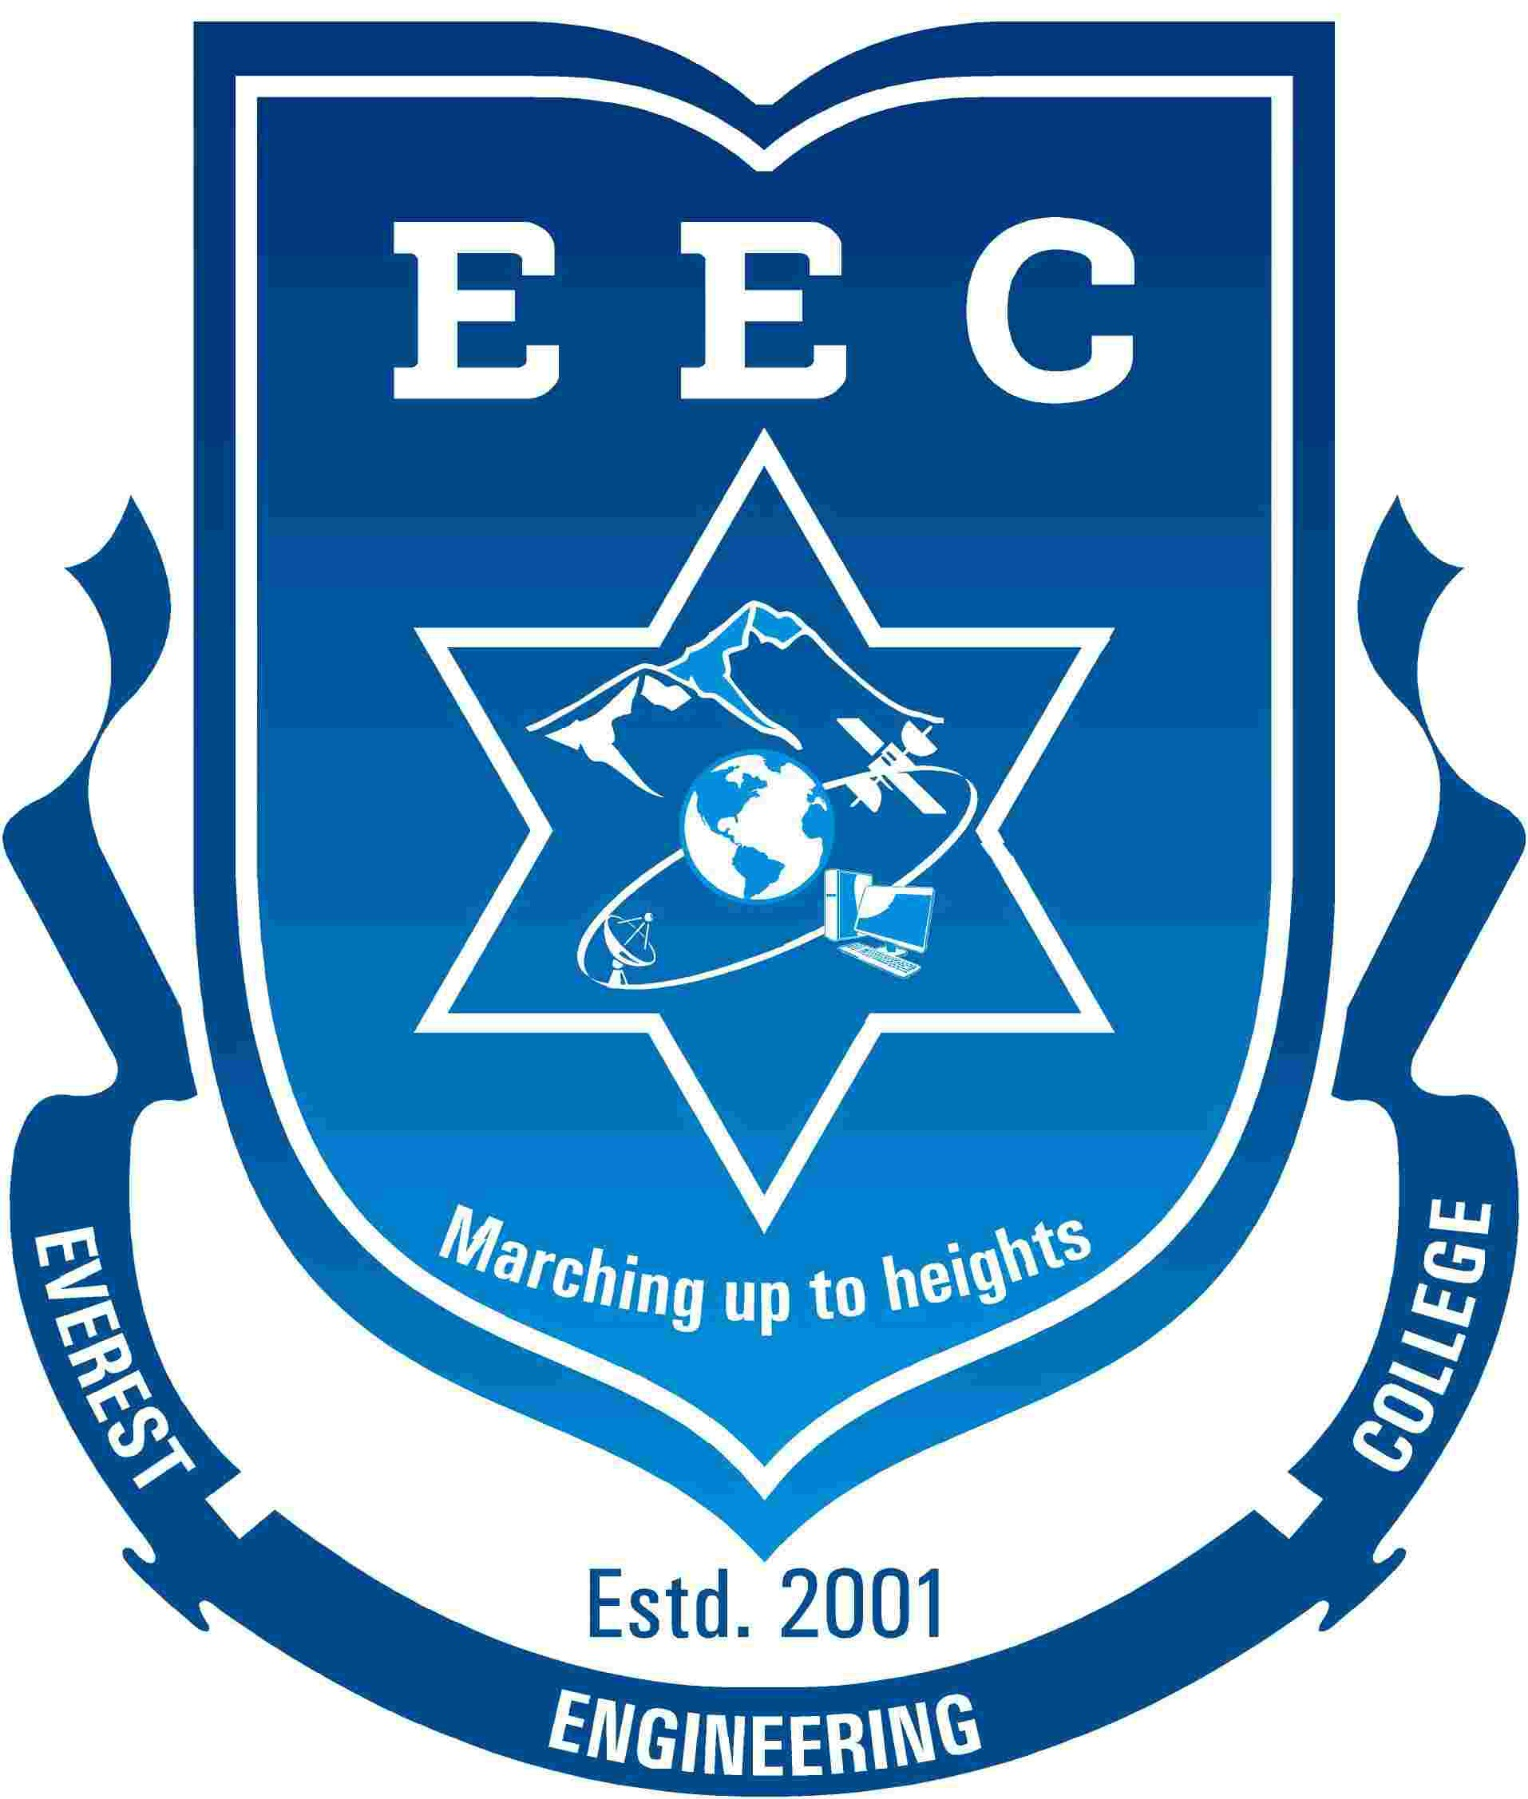 EEC
Marching up to heights
Estd. 2001
EVEREST
ENGINEERING
COLLEGE